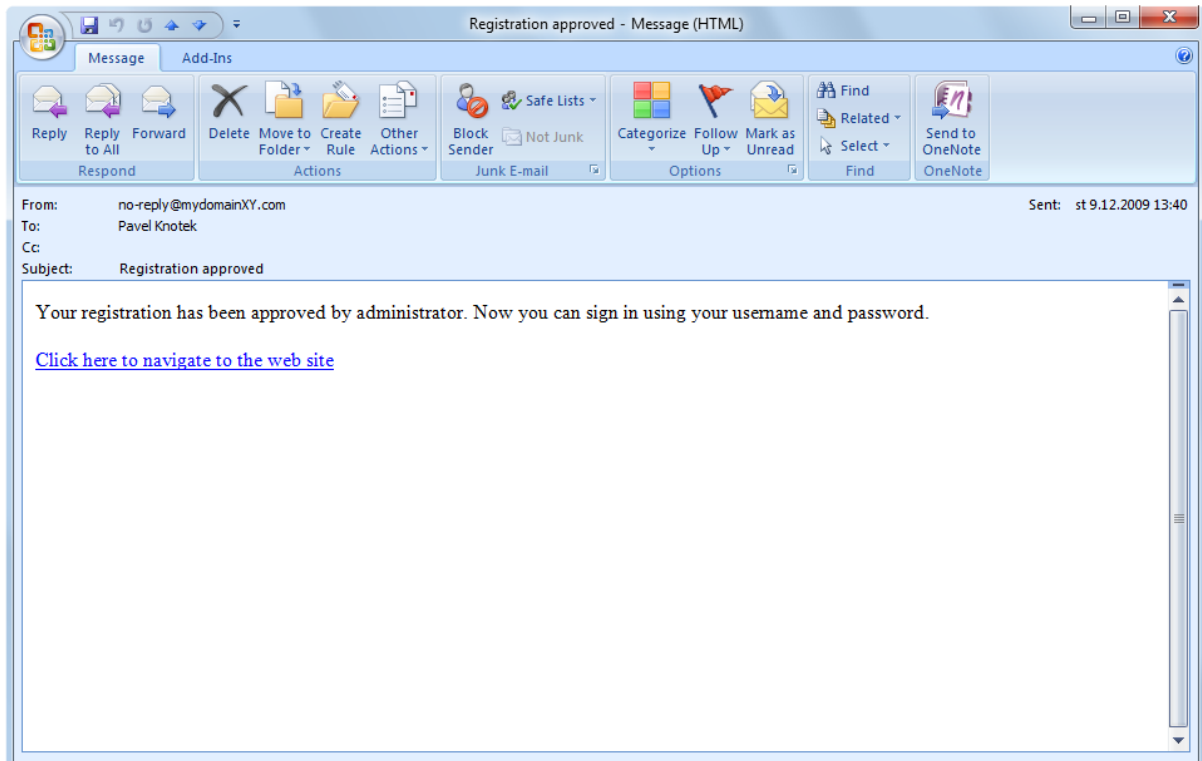 Registration approved - Message (HTML)
Message Add-Ins
Reply Reply to All Forward
Delete Move to Folder Create Rule Other Actions
Block Sender Safe Lists Not Junk
Categorize Follow Up Mark as Unread
Find Related Select
Send to OneNote
Respond Actions Junk E-mail Options Find OneNote
From: no-reply@mydomainXY.com Sent: st 9.12.2009 13:40
To: Pavel Knotek
Cc:
Subject: Registration approved
Your registration has been approved by administrator. Now you can sign in using your username and password.
Click here to navigate to the web site